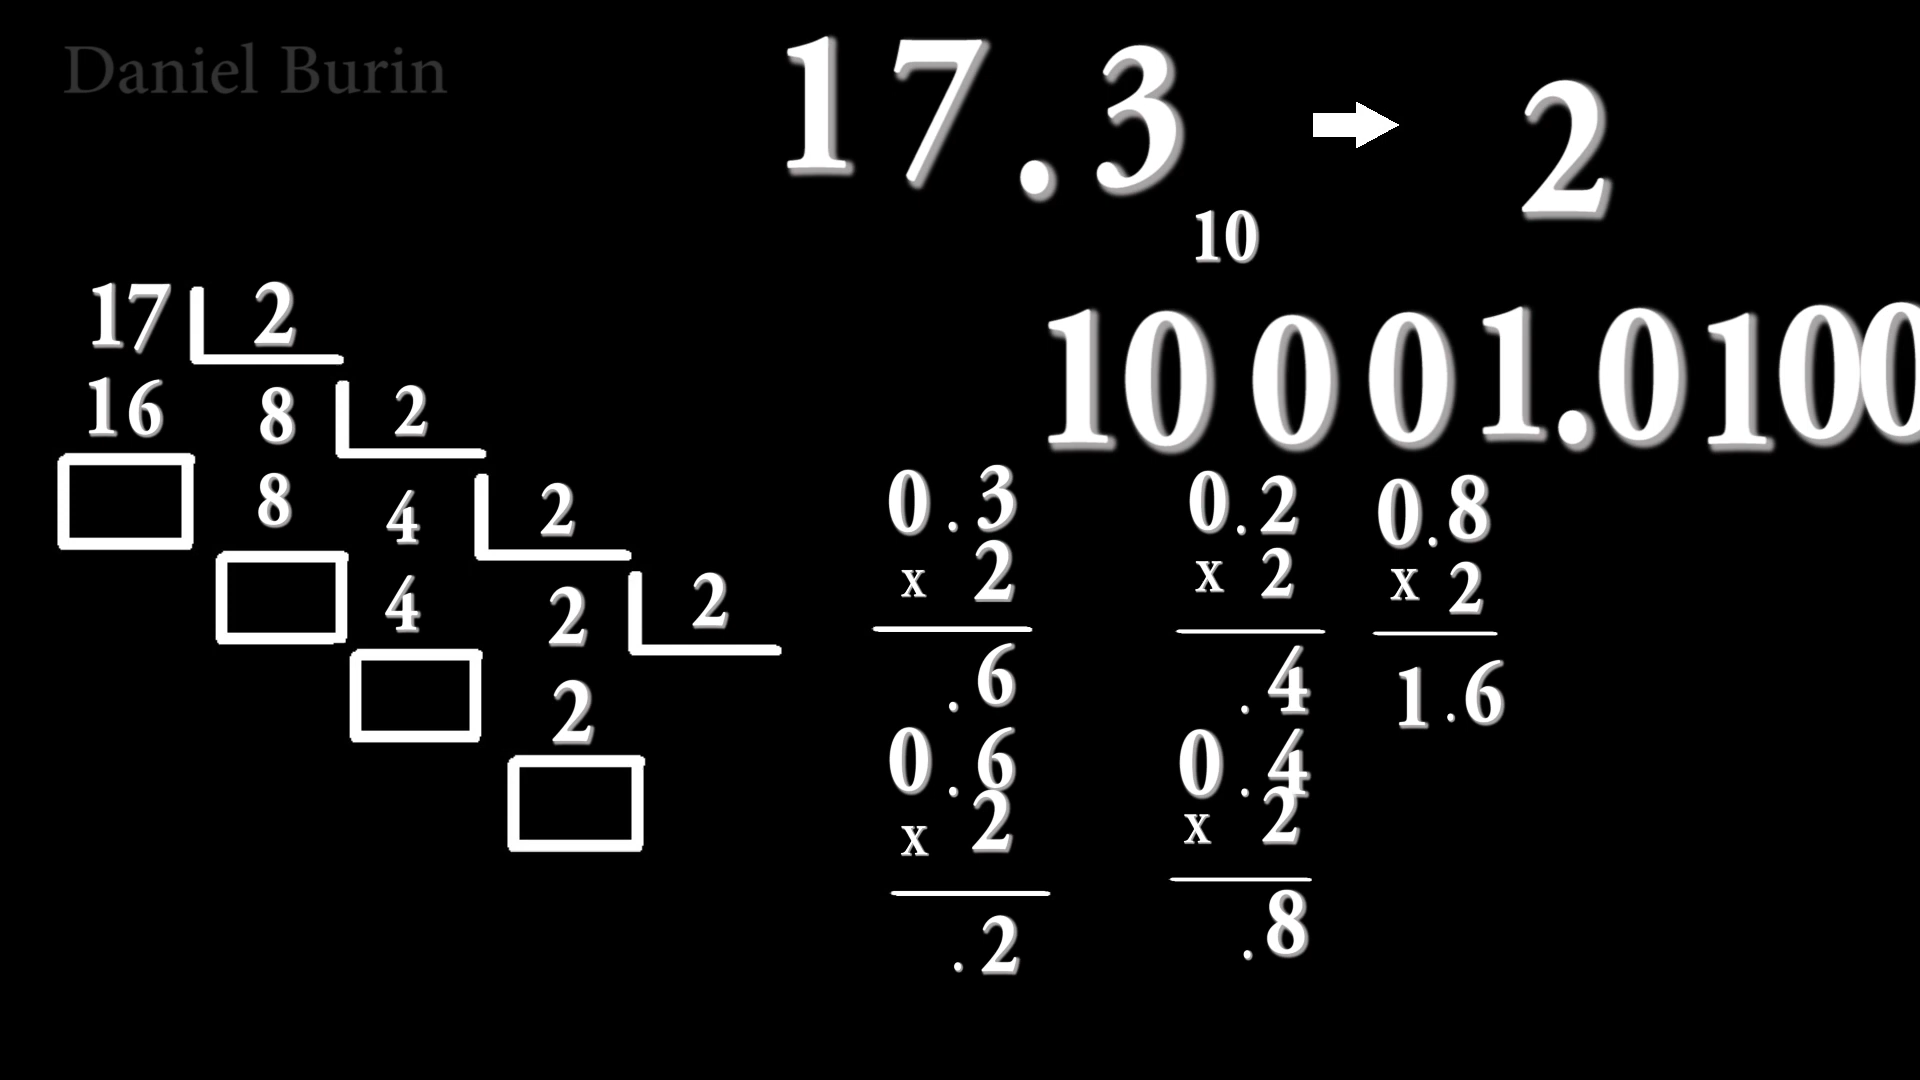 Daniel Burin
17.3 10 → 2
10001.0100
17 2
16 8 2
8 4 2
4 2 2
2
0.3
x 2
.6
0.6
x 2
.2
0.2
x 2
.4
0.4
x 2
.8
0.8
x 2
1.6